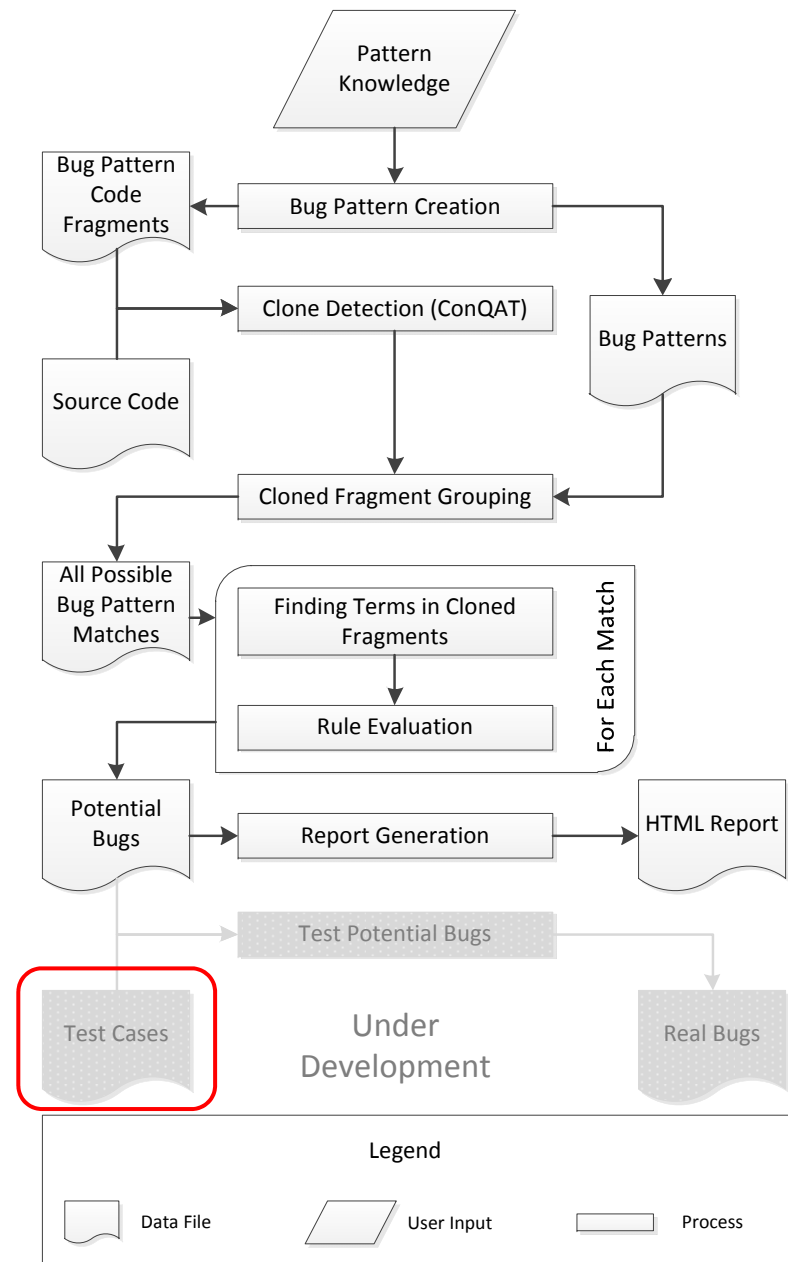 Pattern
Knowledge
Bug Pattern
Code
Fragments
Bug Pattern Creation
Clone Detection (ConQAT)
Bug Patterns
Source Code
Cloned Fragment Grouping
All Possible
Bug Pattern
Matches
Finding Terms in Cloned
Fragments
Rule Evaluation
For Each Match
Potential
Bugs
Report Generation
HTML Report
Test Potential Bugs
Test Cases
Under
Development
Real Bugs
Legend
Data File
User Input
Process